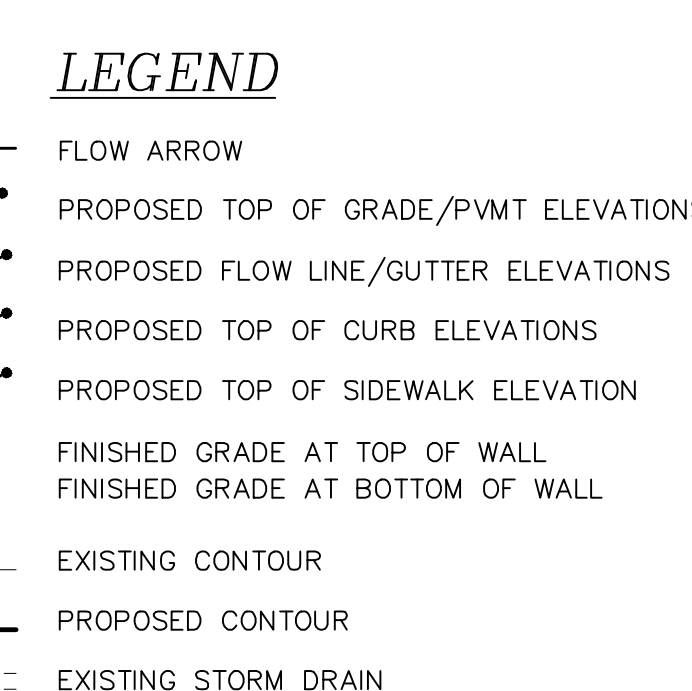 LEGEND
FLOW ARROW
PROPOSED TOP OF GRADE/PVMT ELEVATIONS
PROPOSED FLOW LINE/GUTTER ELEVATIONS
PROPOSED TOP OF CURB ELEVATIONS
PROPOSED TOP OF SIDEWALK ELEVATION
FINISHED GRADE AT TOP OF WALL
FINISHED GRADE AT BOTTOM OF WALL
EXISTING CONTOUR
PROPOSED CONTOUR
EXISTING STORM DRAIN